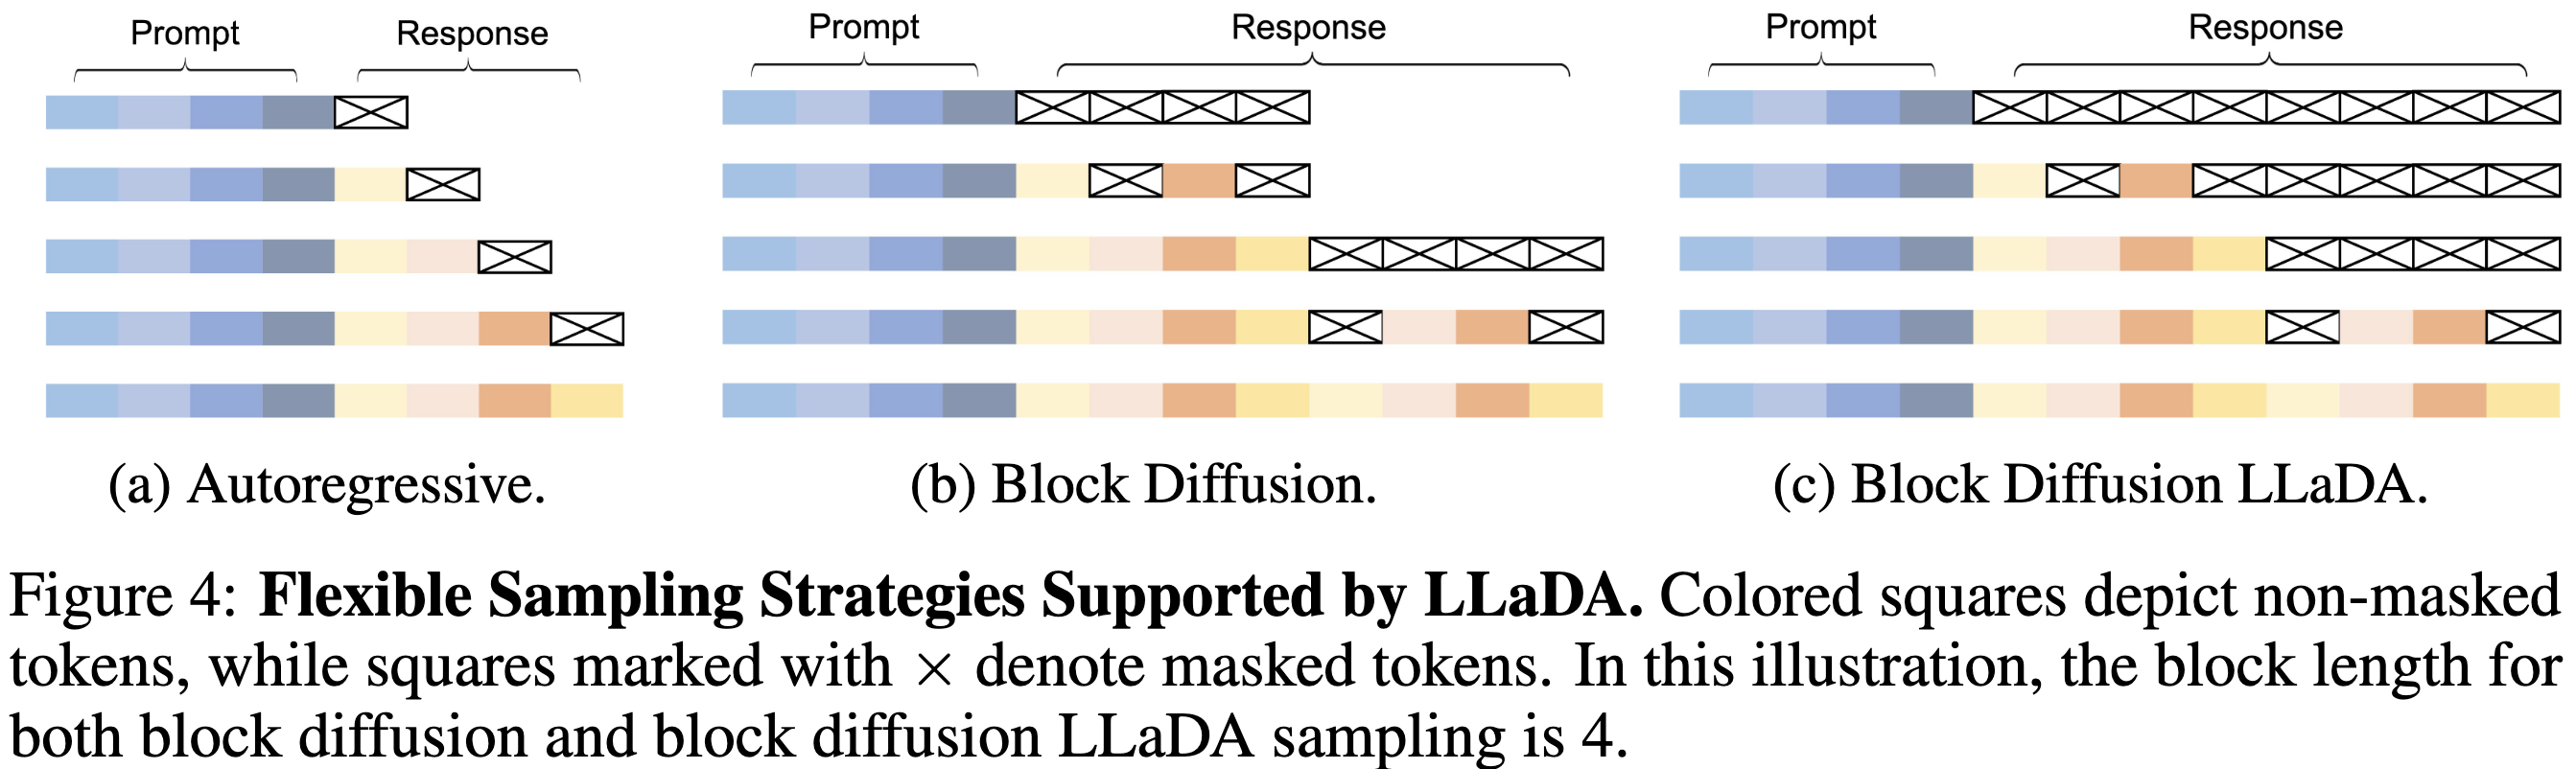 Prompt Response
Prompt Response
Prompt Response
(a) Autoregressive.
(b) Block Diffusion.
(c) Block Diffusion LLaDA.
Figure 4: Flexible Sampling Strategies Supported by LLaDA. Colored squares depict non-masked
tokens, while squares marked with × denote masked tokens. In this illustration, the block length for
both block diffusion and block diffusion LLaDA sampling is 4.